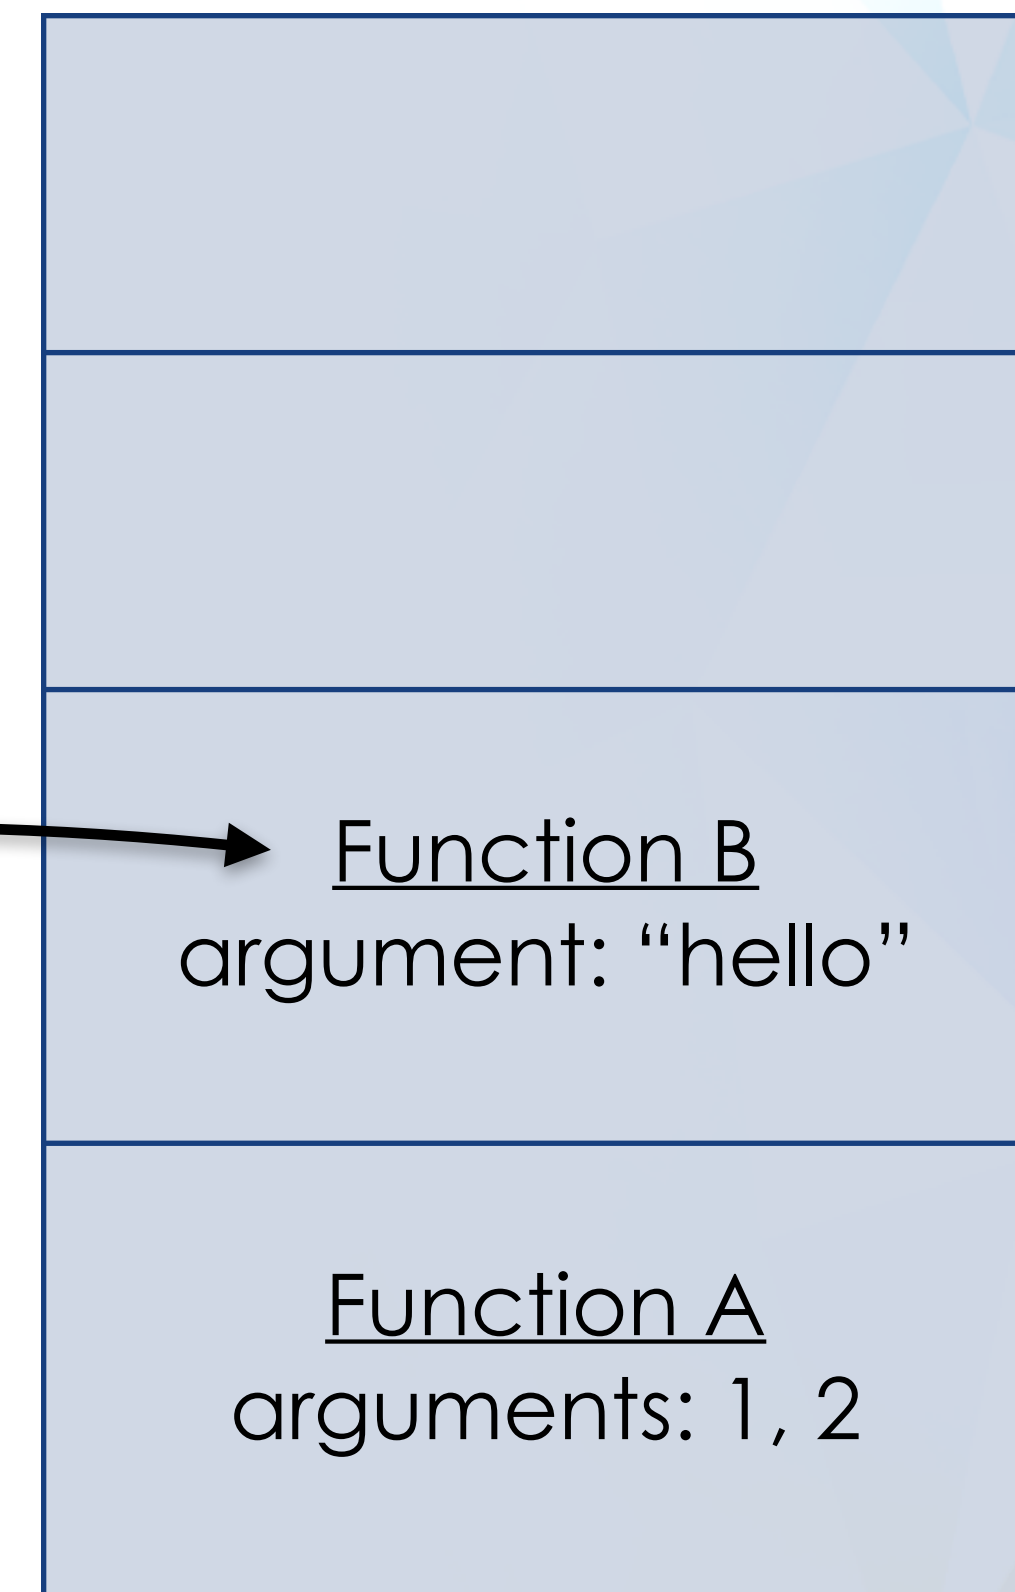 Function B
argument: “hello”
Function A
arguments: 1, 2